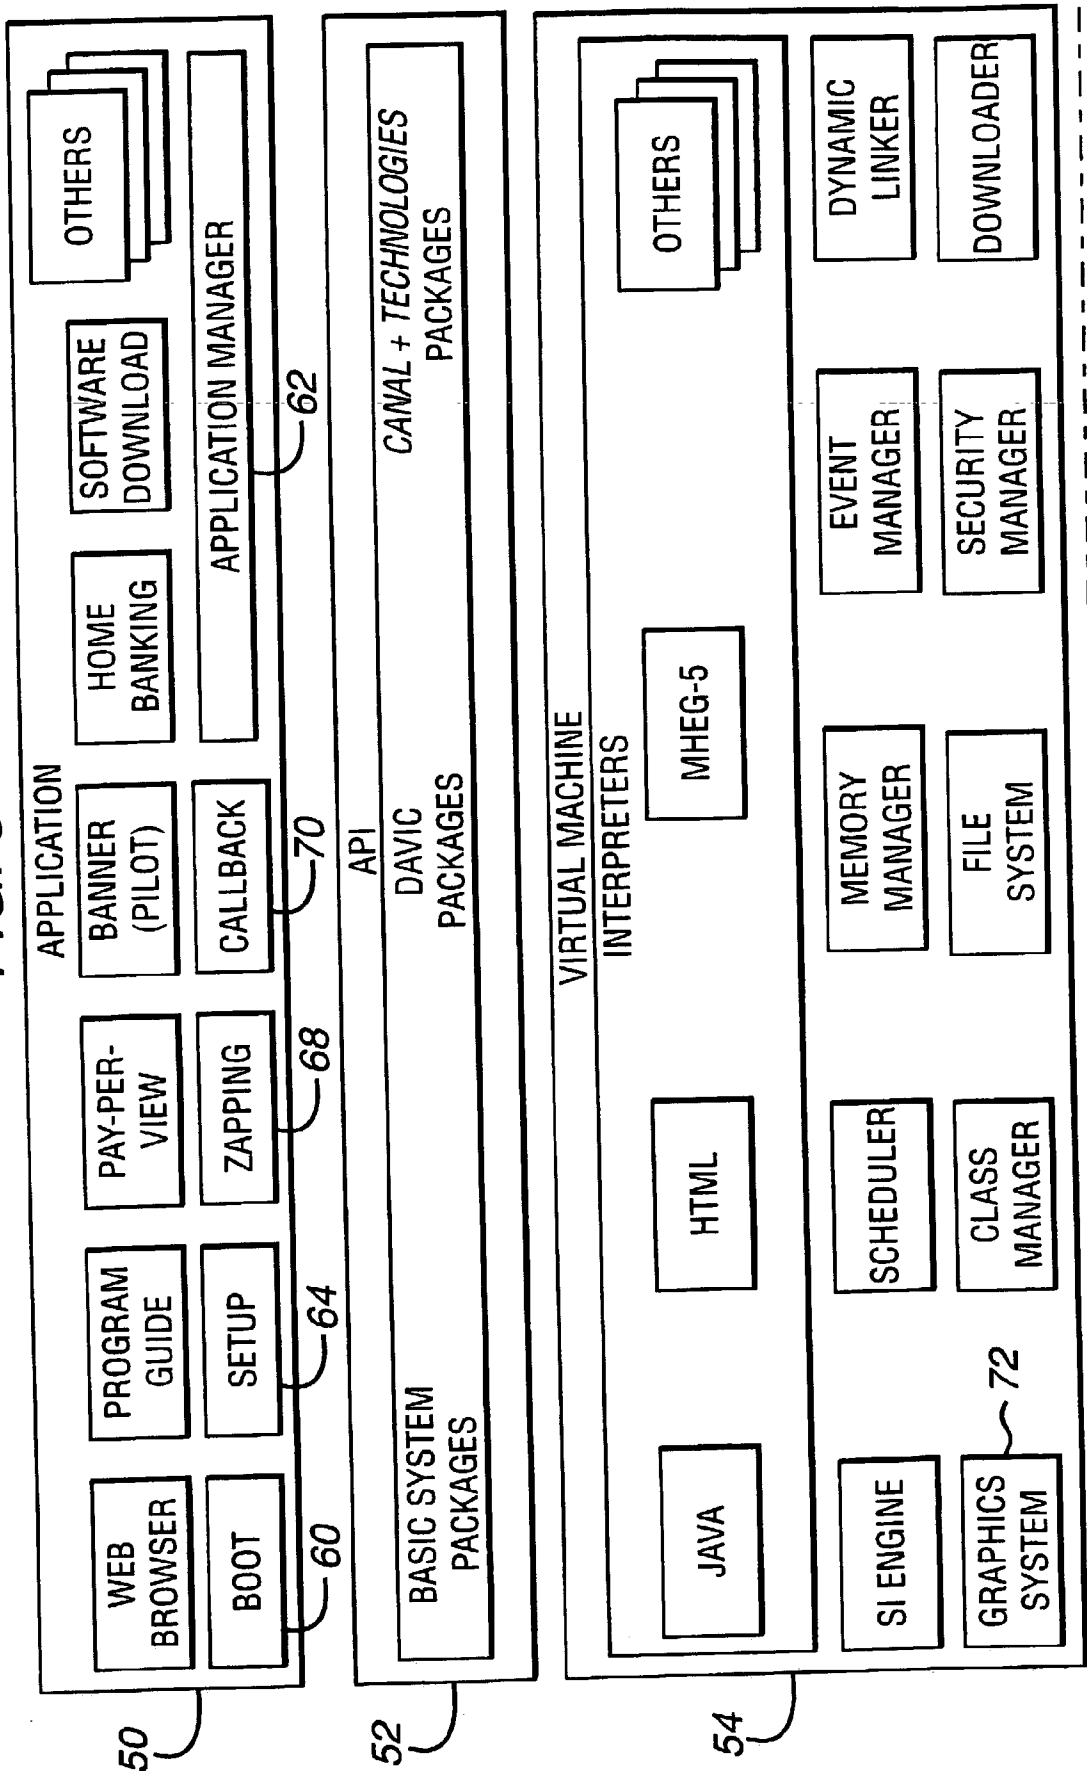 APPLICATION
WEB
BROWSER
PROGRAM
GUIDE
PAY-PER-
VIEW
BANNER
(PILOT)
HOME
BANKING
SOFTWARE
DOWNLOAD
OTHERS
BOOT
SETUP
ZAPPING
CALLBACK
APPLICATION MANAGER
50
60
64
68
70
62
API
BASIC SYSTEM
PACKAGES
DAVIC
PACKAGES
CANAL + TECHNOLOGIES
PACKAGES
52
VIRTUAL MACHINE
INTERPRETERS
JAVA
HTML
MHEG-5
OTHERS
54
SI ENGINE
SCHEDULER
MEMORY
MANAGER
EVENT
MANAGER
DYNAMIC
LINKER
GRAPHICS
SYSTEM
72
CLASS
MANAGER
FILE
SYSTEM
SECURITY
MANAGER
DOWNLOADER